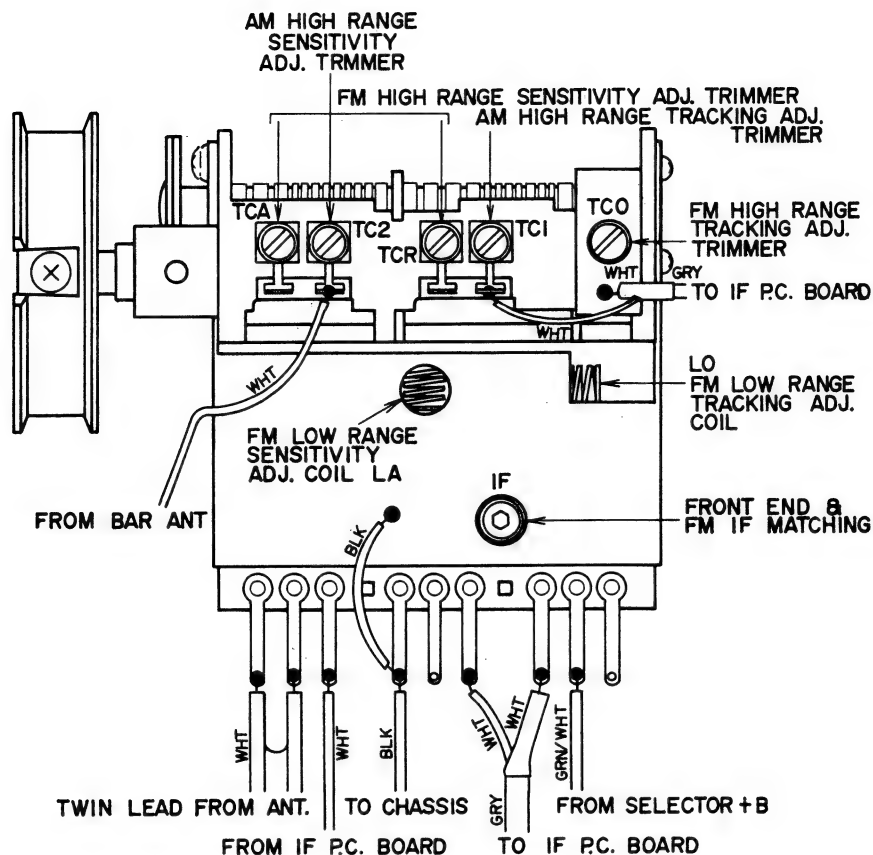 AM HIGH RANGE
SENSITIVITY
ADJ. TRMMER
FM HIGH RANGE SENSITIVITY ADJ. TRIMMER
AM HIGH RANGE TRACKING ADJ.
TRIMMER
TCA
TC2
TCR
TC1
TCO
FM HIGH RANGE
TRACKING ADJ.
TRIMMER
WHT
GRY
TO IF P.C. BOARD
WHT
WHT
LO
FM LOW RANGE
TRACKING ADJ.
COIL
FM LOW RANGE
SENSITIVITY
ADJ. COIL LA
FROM BAR ANT
IF
FRONT END &
FM IF MATCHING
BLK
WHT
WHT
BLK
WHT
WHT
GRN/WHT
GRY
TWIN LEAD FROM ANT.
TO CHASSIS
FROM SELECTOR +B
FROM IF P.C. BOARD
TO IF P.C. BOARD